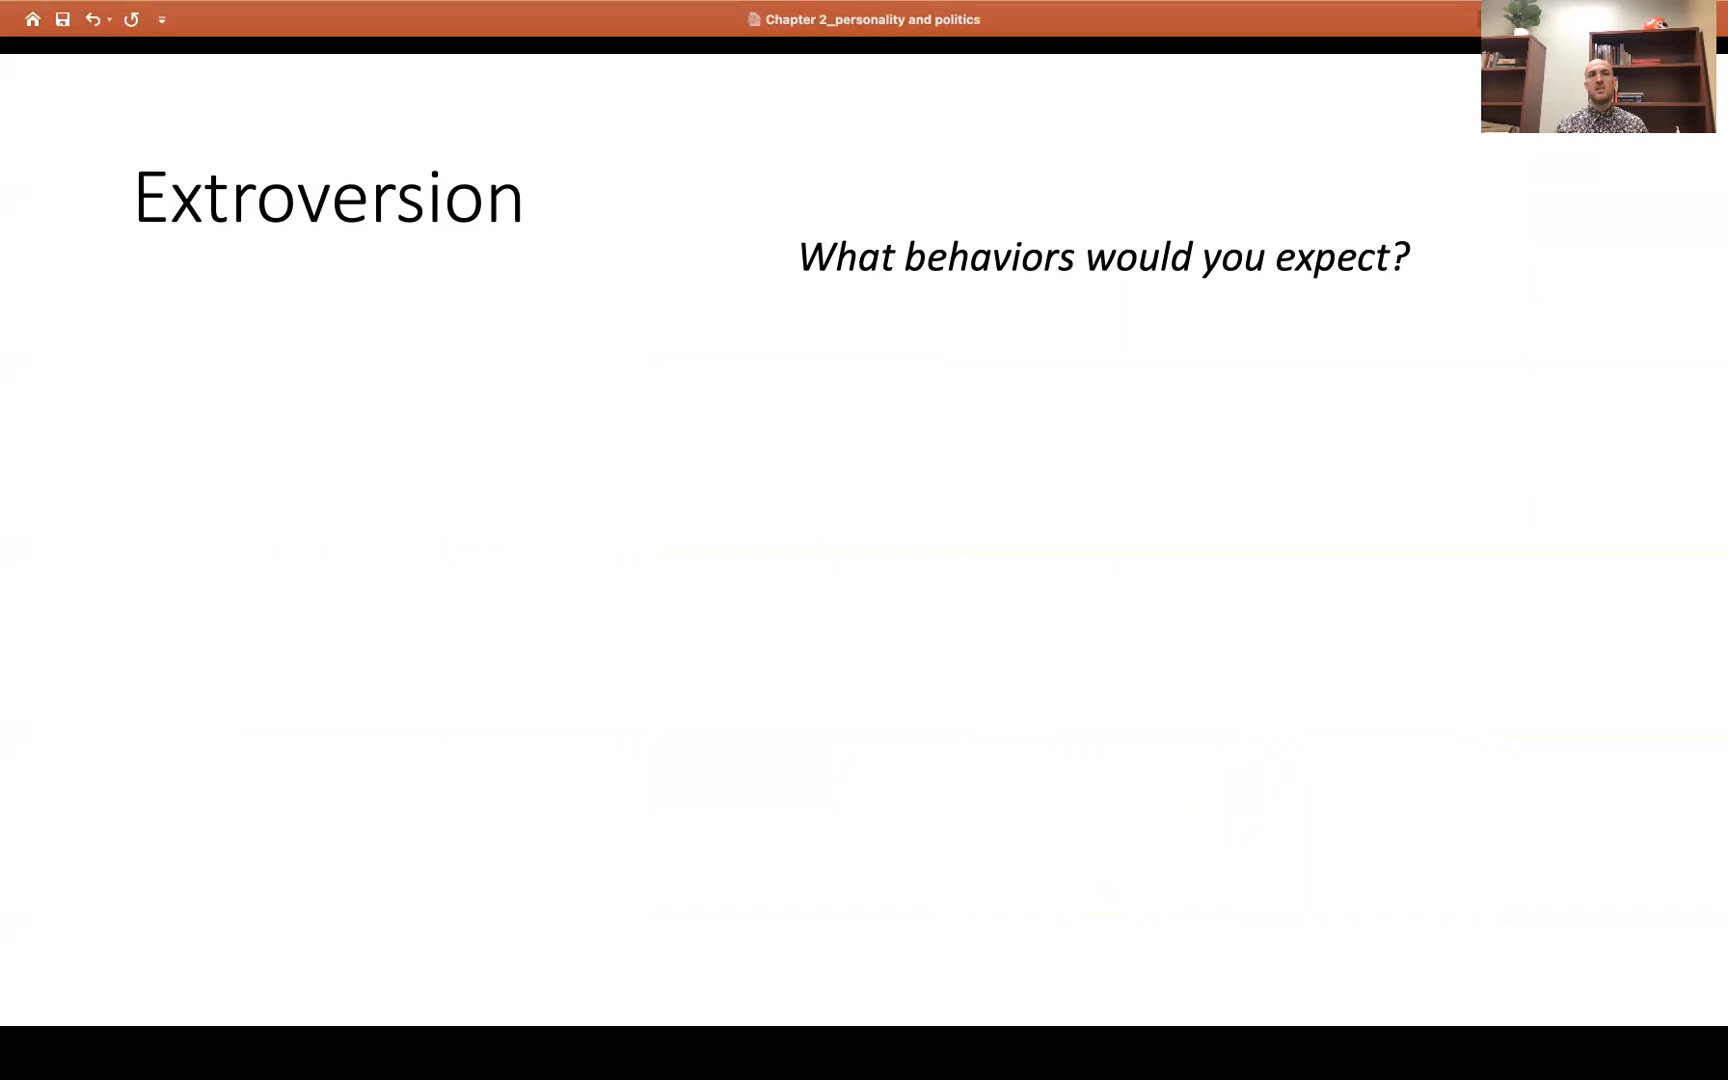 Chapter 2_personality and politics
Extroversion
What behaviors would you expect?